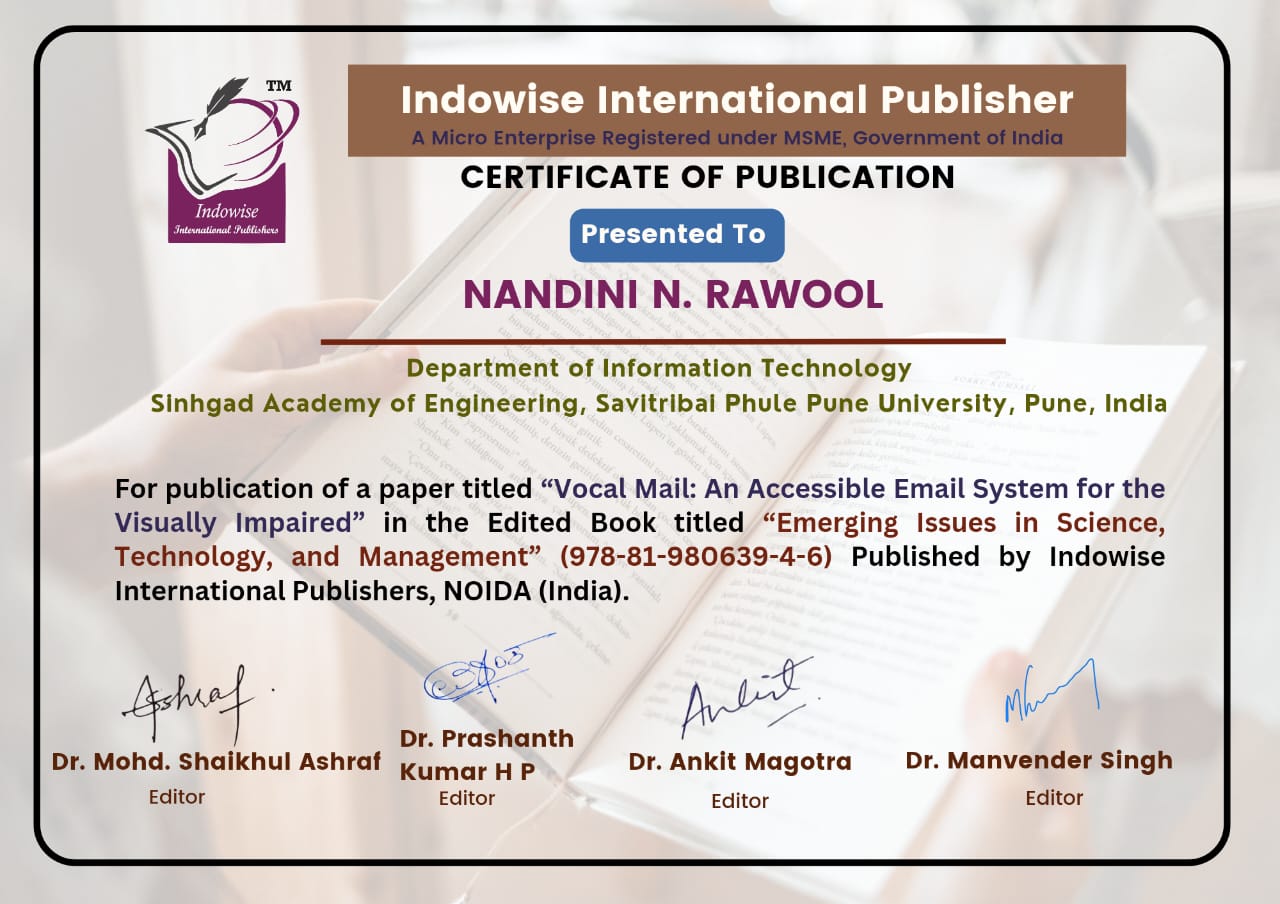 TM
Indowise
International Publishers
Indowise International Publisher
A Micro Enterprise Registered under MSME, Government of India
CERTIFICATE OF PUBLICATION
Presented To
NANDINI N. RAWOOL
Department of Information Technology
Sinhgad Academy of Engineering, Savitribai Phule Pune University, Pune, India
For publication of a paper titled “Vocal Mail: An Accessible Email System for the
Visually Impaired” in the Edited Book titled “Emerging Issues in Science,
Technology, and Management” (978-81-980639-4-6) Published by Indowise
International Publishers, NOIDA (India).
Ashraf
Ankit
Dr. Mohd. Shaikhul Ashraf
Editor
Dr. Prashanth
Kumar H P
Editor
Dr. Ankit Magotra
Editor
Dr. Manvender Singh
Editor